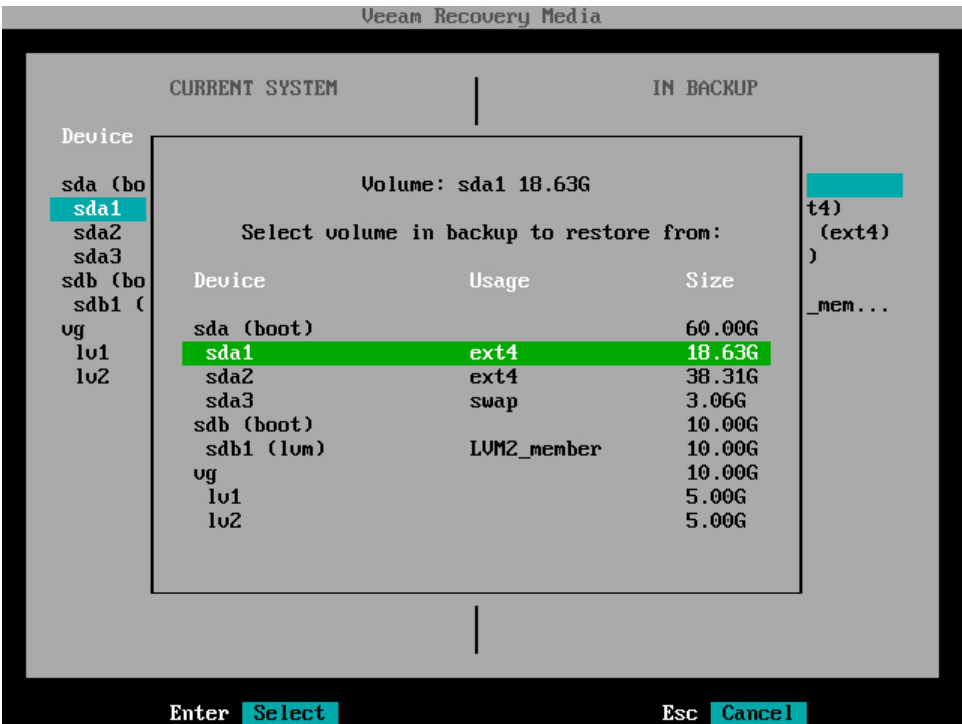 Veeam Recovery Media
CURRENT SYSTEM IN BACKUP
Device
Volume: sda1 18.63G
Select volume in backup to restore from:
Device Usage Size
sda (boot) 60.00G
sda1 ext4 18.63G
sda2 ext4 38.31G
sda3 swap 3.06G
sdb (boot) 10.00G
sdb1 (lvm) LVM2_member 10.00G
vg 10.00G
lv1 5.00G
lv2 5.00G
sda (bo
sda1
sda2
sda3
sdb (bo
sdb1 (
vg
lv1
lv2
t4)
(ext4)
)
_mem...
Enter Select Esc Cancel